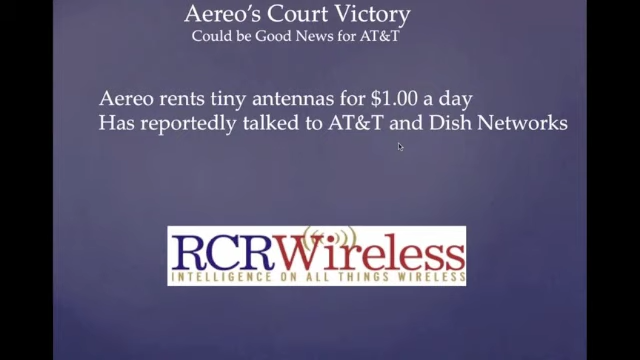 Aereo's Court Victory
Could be Good News for AT&T
Aereo rents tiny antennas for $1.00 a day
Has reportedly talked to AT&T and Dish Networks
RCRWireless
INTELLIGENCE ON ALL THINGS WIRELESS